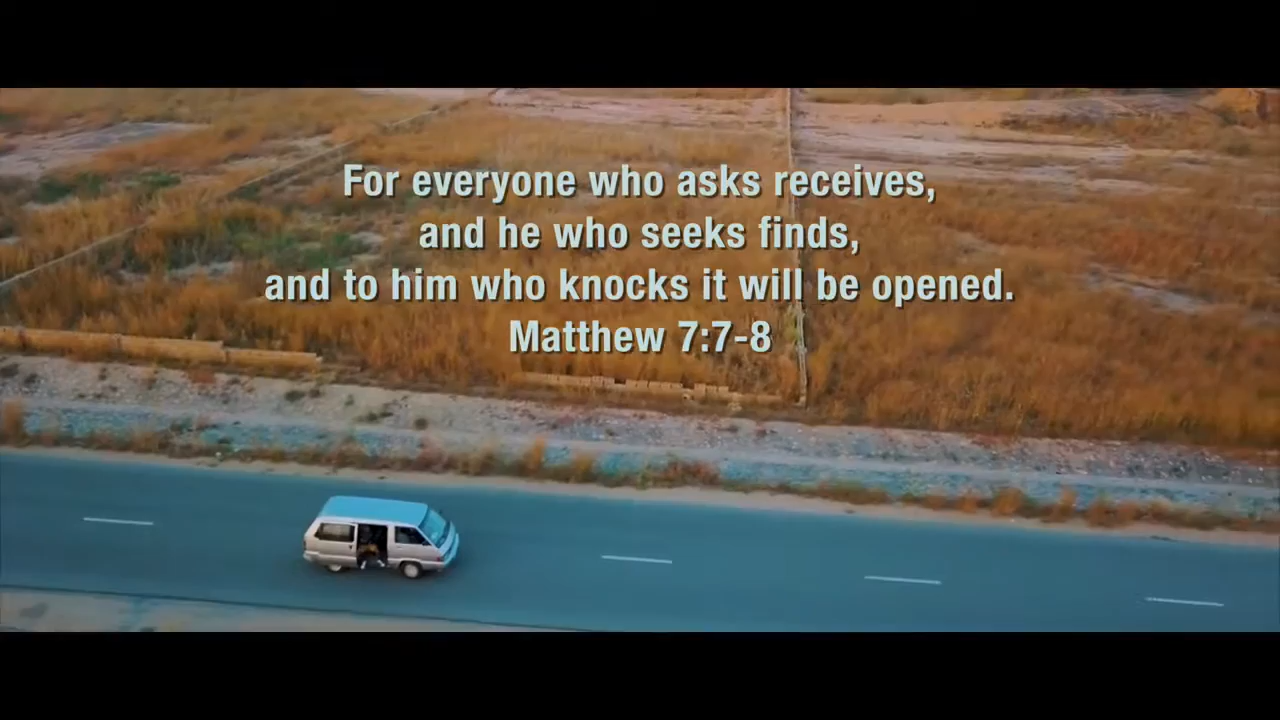 For everyone who asks receives,
and he who seeks finds,
and to him who knocks it will be opened.
Matthew 7:7-8